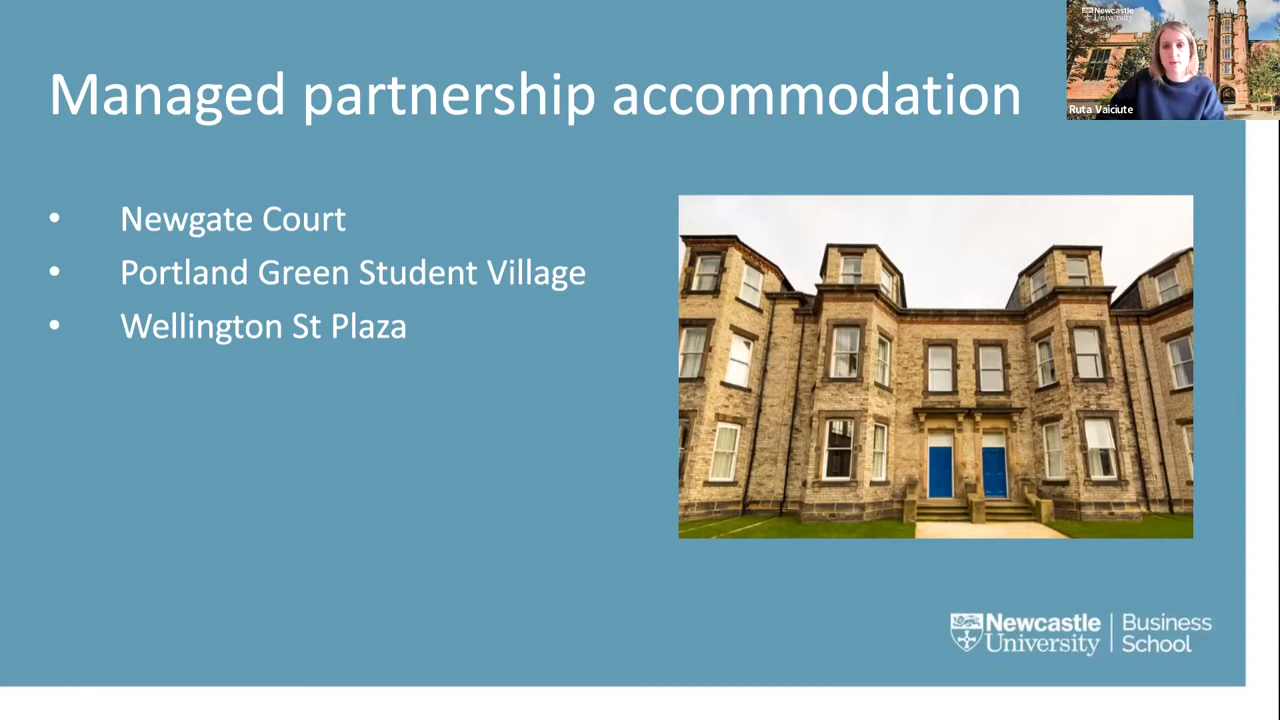 Managed partnership accommodation
Newcastle
University
Ruta Vaiciute
• Newgate Court
• Portland Green Student Village
• Wellington St Plaza
Newcastle
University
Business
School